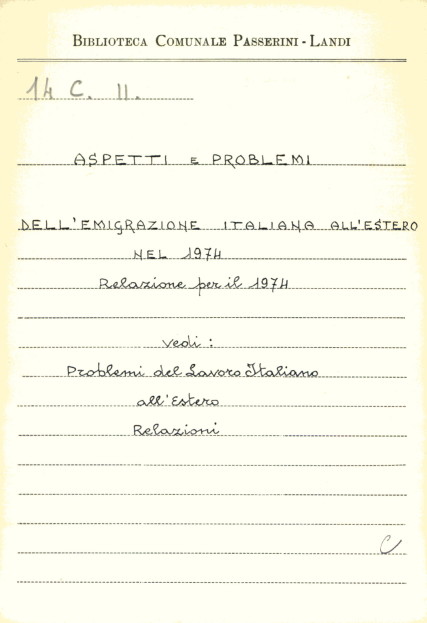 BIBLIOTECA COMUNALE PASSERINI - LANDI
14 C. II.
ASPETTI E PROBLEMI
DELL'EMIGRAZIONE ITALIANA ALL'ESTERO
NEL 1974
Relazione per il 1974
vedi :
Problemi del Lavoro Italiano
all'Estero
Relazioni
C